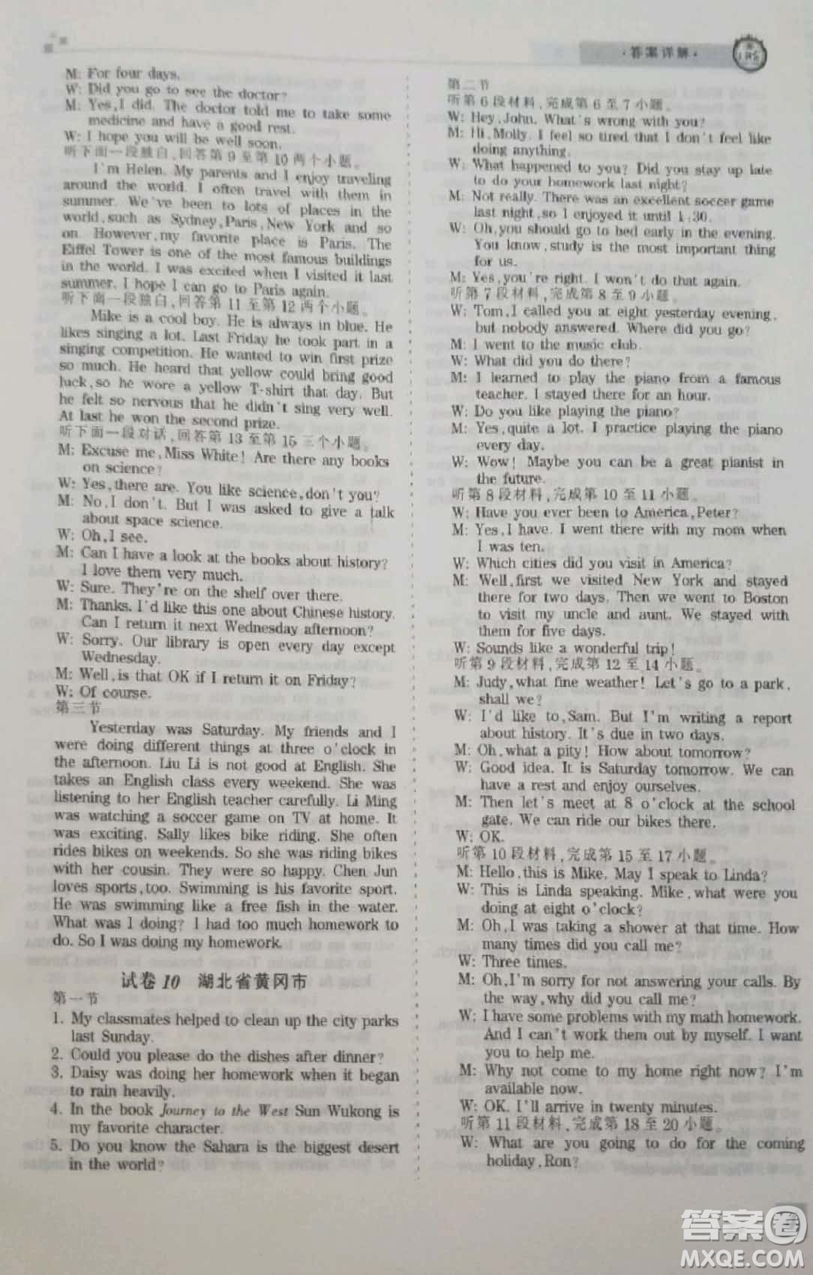 ·答案详解·
M: For four days.
W: Did you go to see the doctor?
M: Yes, I did. The doctor told me to take some
medicine and have a good rest.
W: I hope you will be well soon.
听下面一段独白,回答第 9 至第 10 两个小题。
I'm Helen. My parents and I enjoy traveling
around the world. I often travel with them in
summer. We've been to lots of places in the
world, such as Sydney, Paris, New York and so
on. However, my favorite place is Paris. The
Eiffel Tower is one of the most famous buildings
in the world. I was excited when I visited it last
summer. I hope I can go to Paris again.
听下面一段独白,回答第 11 至第 12 两个小题。
Mike is a cool boy. He is always in blue. He
likes singing a lot. Last Friday he took part in a
singing competition. He wanted to win first prize
so much. He heard that yellow could bring good
luck, so he wore a yellow T-shirt that day. But
he felt so nervous that he didn't sing very well.
At last he won the second prize.
听下面一段对话,回答第 13 至第 15 三个小题。
M: Excuse me, Miss White! Are there any books
on science?
W: Yes, there are. You like science, don't you?
M: No, I don't. But I was asked to give a talk
about space science.
W: Oh, I see.
M: Can I have a look at the books about history?
I love them very much.
W: Sure. They're on the shelf over there.
M: Thanks. I'd like this one about Chinese history.
Can I return it next Wednesday afternoon?
W: Sorry. Our library is open every day except
Wednesday.
M: Well, is that OK if I return it on Friday?
W: Of course.
第三节
Yesterday was Saturday. My friends and I
were doing different things at three o'clock in
the afternoon. Liu Li is not good at English. She
takes an English class every weekend. She was
listening to her English teacher carefully. Li Ming
was watching a soccer game on TV at home. It
was exciting. Sally likes bike riding. She often
rides bikes on weekends. So she was riding bikes
with her cousin. They were so happy. Chen Jun
loves sports, too. Swimming is his favorite sport.
He was swimming like a free fish in the water.
What was I doing? I had too much homework to
do. So I was doing my homework.
试卷 10 湖北省黄冈市
第一节
1. My classmates helped to clean up the city parks
last Sunday.
2. Could you please do the dishes after dinner?
3. Daisy was doing her homework when it began
to rain heavily.
4. In the book Journey to the West Sun Wukong is
my favorite character.
5. Do you know the Sahara is the biggest desert
in the world?
第二节
听第 6 段材料,完成第 6 至 7 小题。
W: Hey, John. What's wrong with you?
M: Hi, Molly. I feel so tired that I don't feel like
doing anything.
W: What happened to you? Did you stay up late
to do your homework last night?
M: Not really. There was an excellent soccer game
last night, so I enjoyed it until 1:30.
W: Oh, you should go to bed early in the evening.
You know, study is the most important thing
for us.
M: Yes, you're right. I won't do that again.
听第 7 段材料,完成第 8 至 9 小题。
W: Tom, I called you at eight yesterday evening,
but nobody answered. Where did you go?
M: I went to the music club.
W: What did you do there?
M: I learned to play the piano from a famous
teacher. I stayed there for an hour.
W: Do you like playing the piano?
M: Yes, quite a lot. I practice playing the piano
every day.
W: Wow! Maybe you can be a great pianist in
the future.
听第 8 段材料,完成第 10 至 11 小题。
W: Have you ever been to America, Peter?
M: Yes, I have. I went there with my mom when
I was ten.
W: Which cities did you visit in America?
M: Well, first we visited New York and stayed
there for two days. Then we went to Boston
to visit my uncle and aunt. We stayed with
them for five days.
W: Sounds like a wonderful trip!
听第 9 段材料,完成第 12 至 14 小题。
M: Judy, what fine weather! Let's go to a park,
shall we?
W: I'd like to, Sam. But I'm writing a report
about history. It's due in two days.
M: Oh, what a pity! How about tomorrow?
W: Good idea. It is Saturday tomorrow. We can
have a rest and enjoy ourselves.
M: Then let's meet at 8 o'clock at the school
gate. We can ride our bikes there.
W: OK.
听第 10 段材料,完成第 15 至 17 小题。
M: Hello, this is Mike. May I speak to Linda?
W: This is Linda speaking. Mike, what were you
doing at eight o'clock?
M: I was taking a shower at that time. How
many times did you call me?
W: Three times.
M: Oh, I'm sorry for not answering your calls. By
the way, why did you call me?
W: I have some problems with my math homework.
And I can't work them out by myself. I want
you to help me.
M: Why not come to my home right now? I'm
available now.
W: OK. I'll arrive in twenty minutes.
听第 11 段材料,完成第 18 至 20 小题。
W: What are you going to do for the coming
holiday, Ron?
答案卷
MXQE.COM